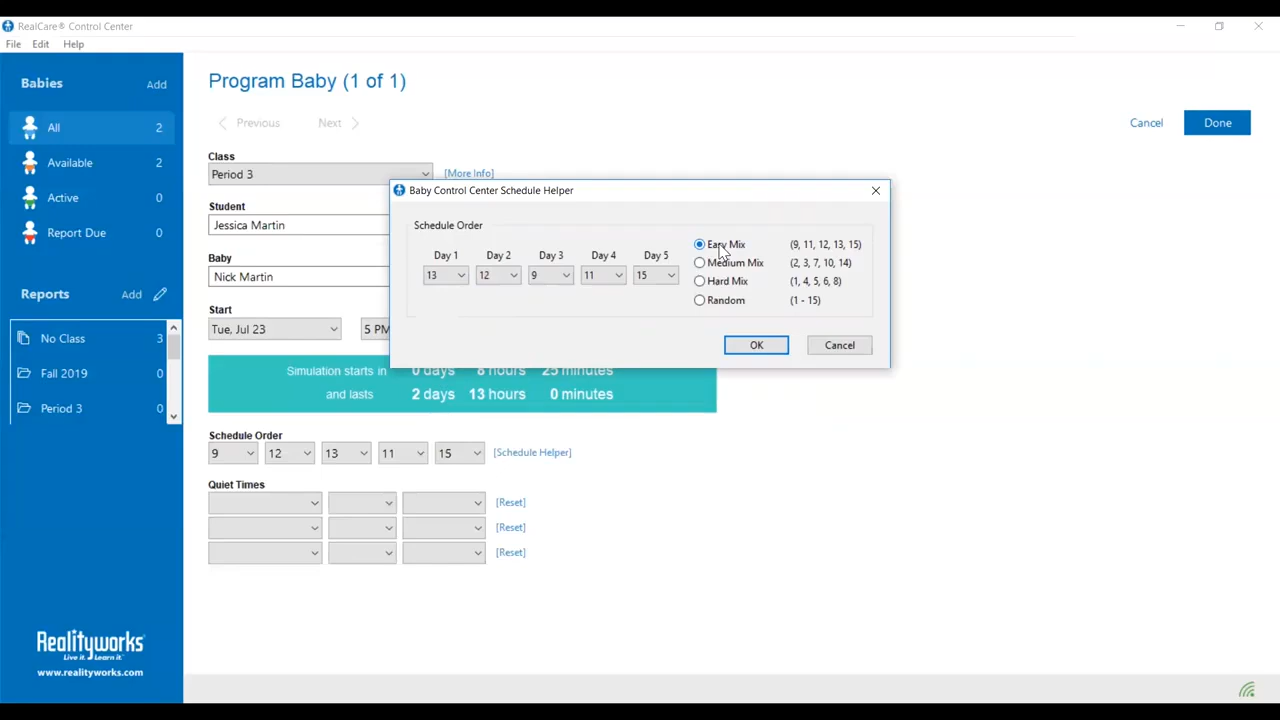 RealCare® Control Center
File Edit Help
Babies Add
All 2
Available 2
Active 0
Report Due 0
Reports Add
No Class 3
Fall 2019 0
Period 3 0
Realityworks
Live it. Learn it.™
www.realityworks.com
Program Baby (1 of 1)
Previous Next Cancel Done
Class
Period 3 [More Info]
Student
Jessica Martin
Baby
Nick Martin
Start
Tue, Jul 23 5 PM
Simulation starts in 0 days 8 hours 25 minutes
and lasts 2 days 13 hours 0 minutes
Schedule Order
9 12 13 11 15 [Schedule Helper]
Quiet Times
[Reset]
[Reset]
[Reset]
Baby Control Center Schedule Helper
Schedule Order
Day 1 Day 2 Day 3 Day 4 Day 5
13 12 9 11 15
Easy Mix (9, 11, 12, 13, 15)
Medium Mix (2, 3, 7, 10, 14)
Hard Mix (1, 4, 5, 6, 8)
Random (1 - 15)
OK Cancel